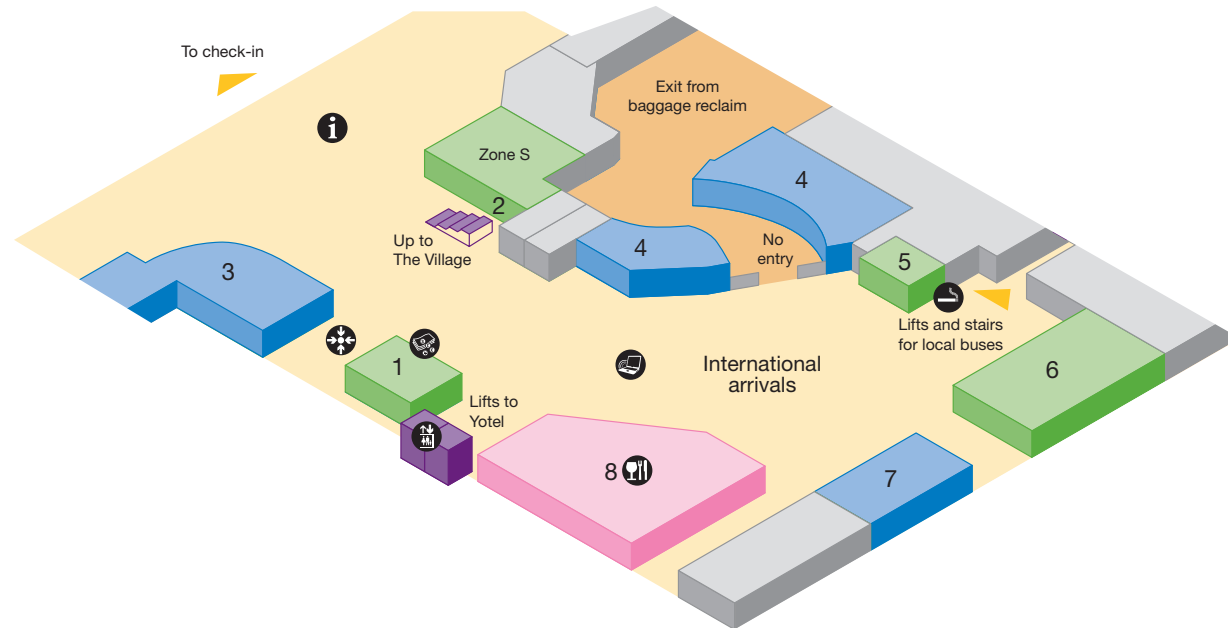 To check-in
Exit from
baggage reclaim
Zone S
2
Up to
The Village
4
4
No
entry
3
5
Lifts and stairs
for local buses
1
International
arrivals
6
Lifts to
Yotel
8
7